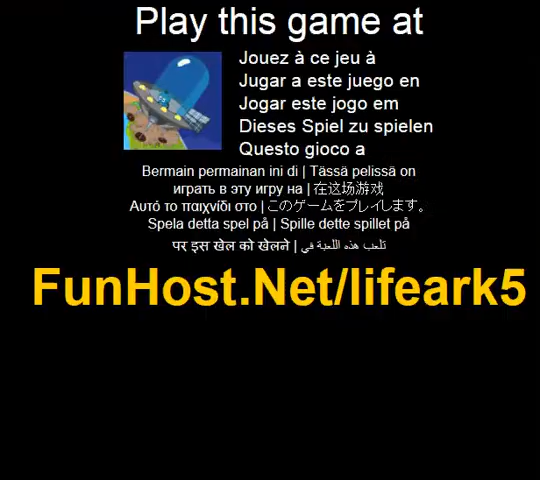 Play this game at
Jouez à ce jeu à
Jugar a este juego en
Jogar este jogo em
Dieses Spiel zu spielen
Questo gioco a
Bermain permainan ini di | Tässä pelissä on
играть в эту игру на | 在这场游戏
Αυτό το παιχνίδι στο | このゲームをプレイします。
Spela detta spel på | Spille dette spillet på
पर इस खेल को खेलने | تلعب هذه اللعبة في
FunHost.Net/lifeark5